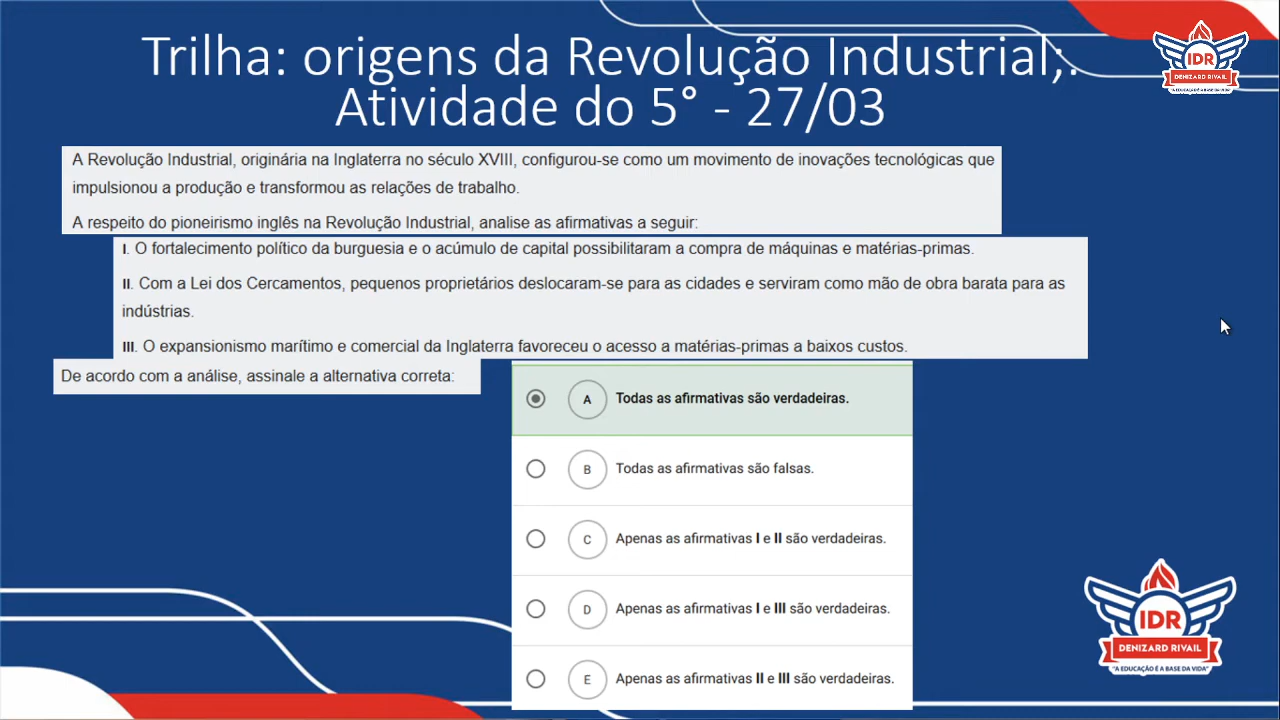 Trilha: origens da Revolução Industrial;.
Atividade do 5° - 27/03
IDR
DENIZARD RIVAIL
"A EDUCAÇÃO É A BASE DA VIDA"
A Revolução Industrial, originária na Inglaterra no século XVIII, configurou-se como um movimento de inovações tecnológicas que
impulsionou a produção e transformou as relações de trabalho.
A respeito do pioneirismo inglês na Revolução Industrial, analise as afirmativas a seguir:
I. O fortalecimento político da burguesia e o acúmulo de capital possibilitaram a compra de máquinas e matérias-primas.
II. Com a Lei dos Cercamentos, pequenos proprietários deslocaram-se para as cidades e serviram como mão de obra barata para as
indústrias.
III. O expansionismo marítimo e comercial da Inglaterra favoreceu o acesso a matérias-primas a baixos custos.
De acordo com a análise, assinale a alternativa correta:
A Todas as afirmativas são verdadeiras.
B Todas as afirmativas são falsas.
C Apenas as afirmativas I e II são verdadeiras.
D Apenas as afirmativas I e III são verdadeiras.
E Apenas as afirmativas II e III são verdadeiras.
IDR
DENIZARD RIVAIL
"A EDUCAÇÃO É A BASE DA VIDA"